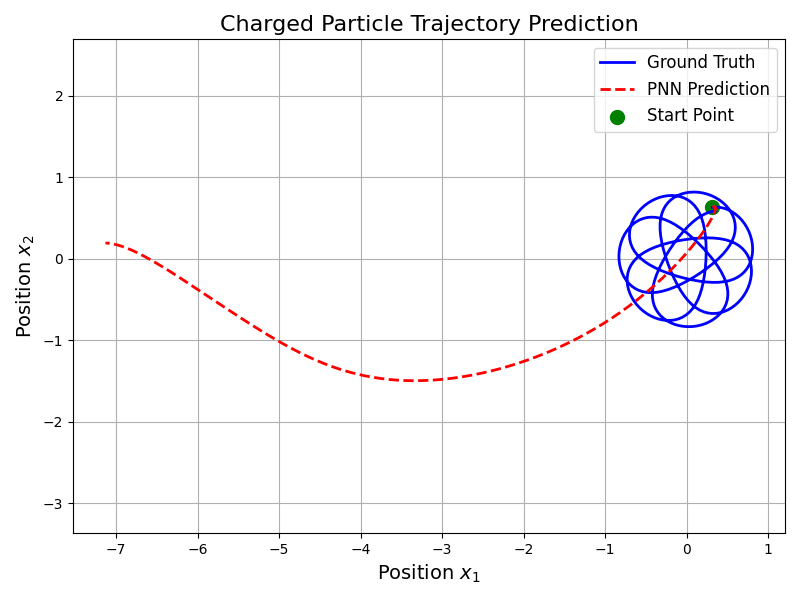 Charged Particle Trajectory Prediction
Ground Truth
PNN Prediction
Start Point
Position x₂
2
1
0
−1
−2
−3
−7 −6 −5 −4 −3 −2 −1 0 1
Position x₁